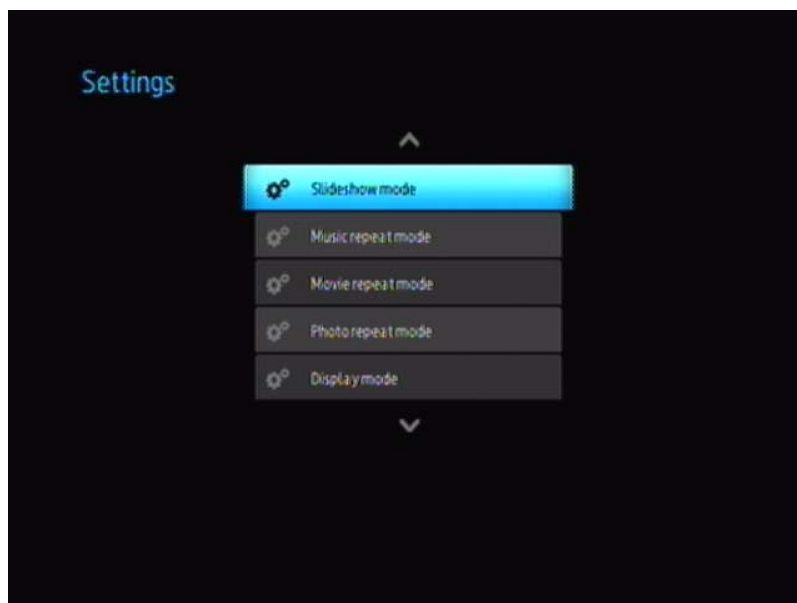 Settings
Slideshow mode
Music repeat mode
Movie repeat mode
Photo repeat mode
Display mode